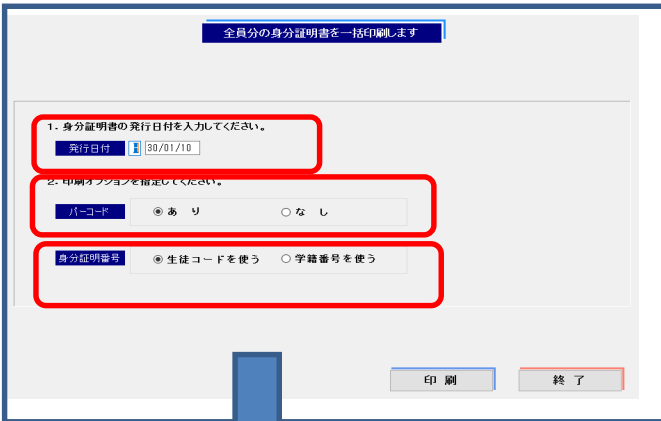 全員分の身分証明書を一括印刷します
1. 身分証明書の発行日付を入力してください。
発行日付 30/01/10
2. 印刷オプションを指定してください。
バーコード あ り な し
身分証明番号 生徒コードを使う 学籍番号を使う
印 刷 終 了